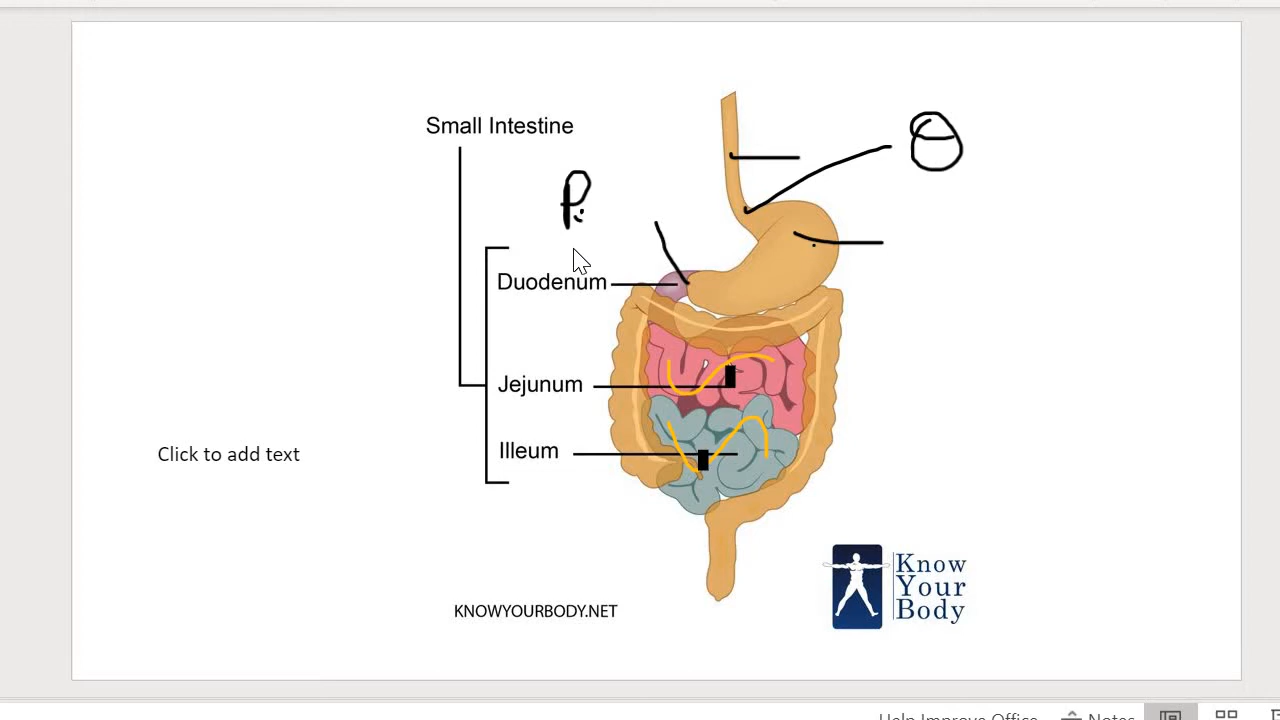 Small Intestine
P.
Duodenum
Jejunum
Illeum
Click to add text
KNOWYOURBODY.NET
Know
Your
Body
Help Improve Office
Notes